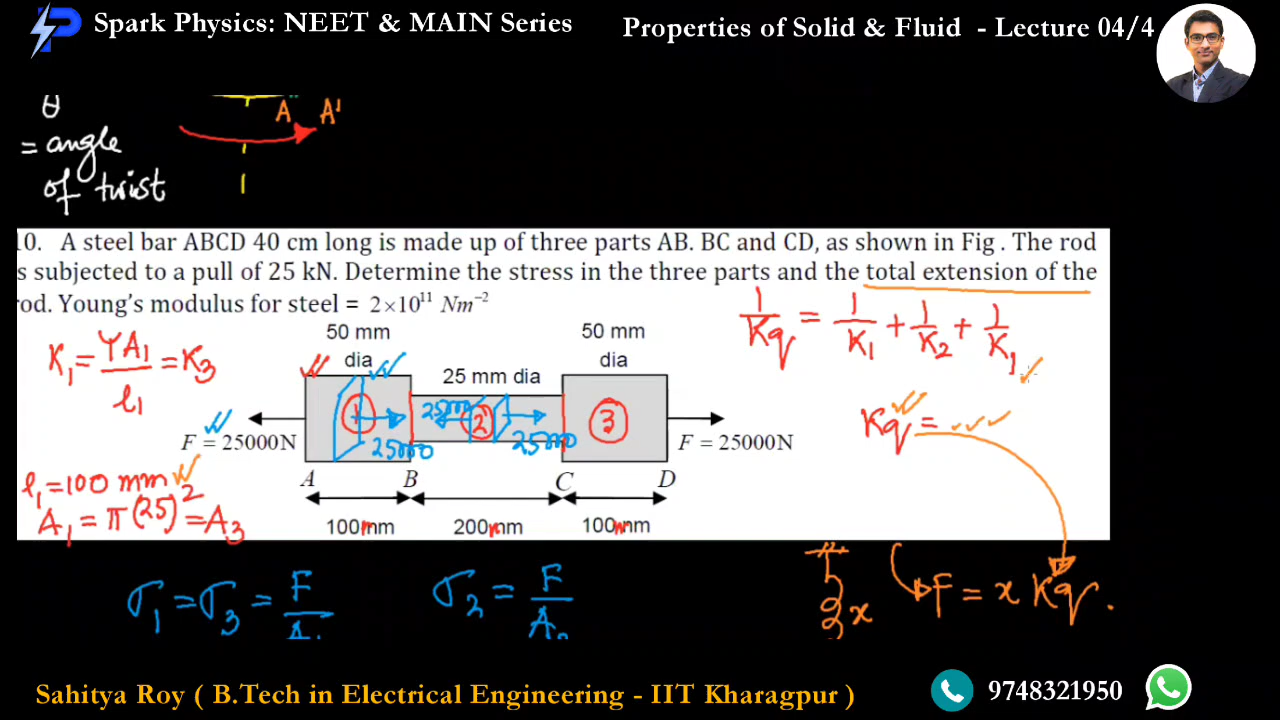 Spark Physics: NEET & MAIN Series
Properties of Solid & Fluid - Lecture 04/4
θ
= angle
of twist
A A'
10. A steel bar ABCD 40 cm long is made up of three parts AB. BC and CD, as shown in Fig . The rod
s subjected to a pull of 25 kN. Determine the stress in the three parts and the total extension of the
od. Young's modulus for steel = 2×10¹¹ Nm⁻²
1/Kq = 1/K₁ + 1/K₂ + 1/K₁
50 mm
dia
25 mm dia
50 mm
dia
K₁ = YA₁/l₁ = K₃
Kq =
1
25000
2
3
F = 25000N
25000
25000
F = 25000N
l₁ = 100 mm
A₁ = π(25)² = A₃
A B C D
100mm
200mm
100mm
σ₁ = σ₃ = F/A₁
σ₂ = F/A₂
x
F = x Kq.
Sahitya Roy ( B.Tech in Electrical Engineering - IIT Kharagpur )
9748321950